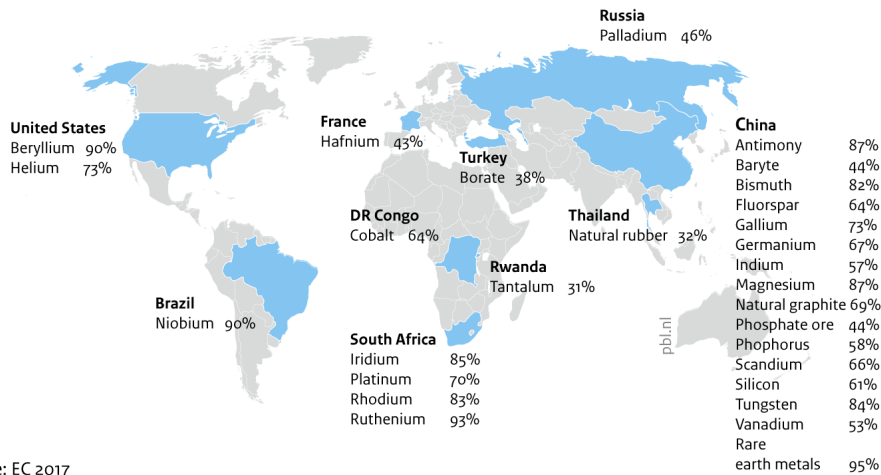 Russia
Palladium 46%
United States
Beryllium 90%
Helium 73%
France
Hafnium 43%
Turkey
Borate 38%
DR Congo
Cobalt 64%
Thailand
Natural rubber 32%
Rwanda
Tantalum 31%
Brazil
Niobium 90%
South Africa
Iridium 85%
Platinum 70%
Rhodium 83%
Ruthenium 93%
China
Antimony 87%
Baryte 44%
Bismuth 82%
Fluorspar 64%
Gallium 73%
Germanium 67%
Indium 57%
Magnesium 87%
Natural graphite 69%
Phosphate ore 44%
Phophorus 58%
Scandium 66%
Silicon 61%
Tungsten 84%
Vanadium 53%
Rare
earth metals 95%
pbl.nl
e: EC 2017